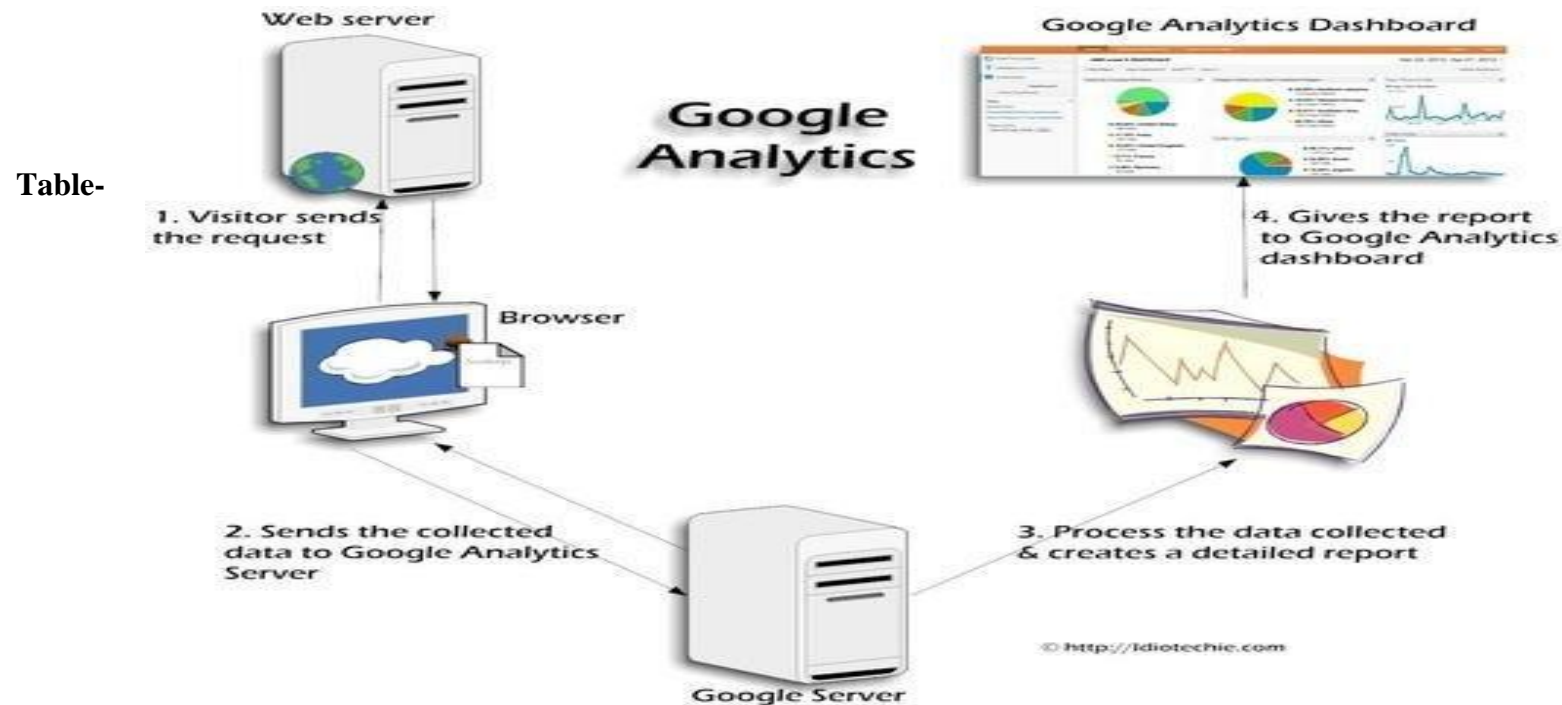 Web server
Google Analytics Dashboard
Google
Analytics
Table-
1. Visitor sends
the request
4. Gives the report
to Google Analytics
dashboard
Browser
2. Sends the collected
data to Google Analytics
Server
3. Process the data collected
& creates a detailed report
© http://Idiotechie.com
Google Server